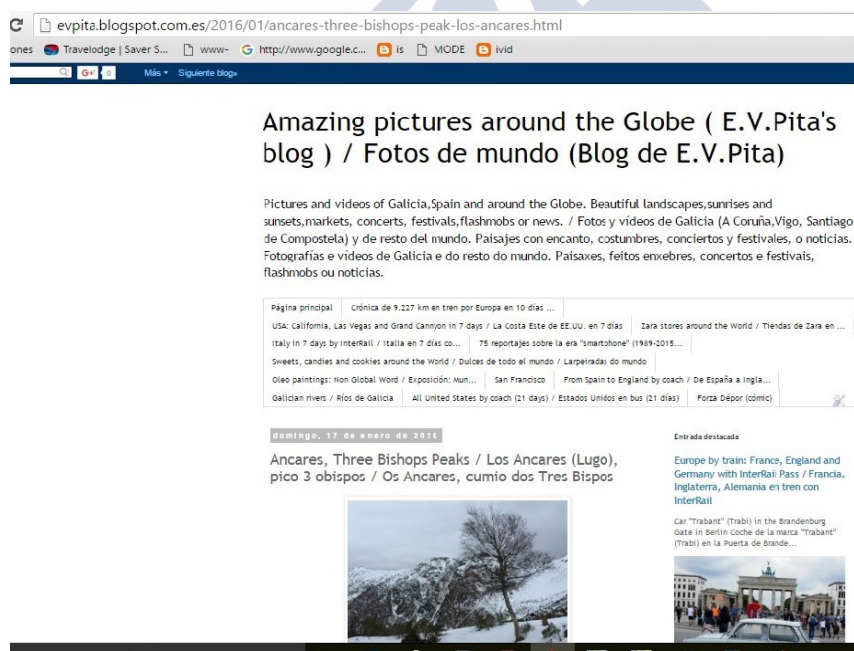 evpita.blogspot.com.es/2016/01/ancares-three-bishops-peak-los-ancares.html
ones Travelodge | Saver S... www- http://www.google.c... is MODE ivid
G+1 0 Más Siguiente blog»
Amazing pictures around the Globe ( E.V.Pita's
blog ) / Fotos de mundo (Blog de E.V.Pita)
Pictures and videos of Galicia,Spain and around the Globe. Beautiful landscapes,sunrises and
sunsets,markets, concerts, festivals,flashmobs or news. / Fotos y vídeos de Galicia (A Coruña,Vigo, Santiago
de Compostela) y de resto del mundo. Paisajes con encanto, costumbres, conciertos y festivales, o noticias.
Fotografías e vídeos de Galicia e do resto do mundo. Paisaxes, feitos enxebres, concertos e festivais,
flashmobs ou noticias.
Página principal Crónica de 9.227 km en tren por Europa en 10 días ...
USA: California, Las Vegas and Grand Cannyon in 7 days / La Costa Este de EE.UU. en 7 días Zara stores around the World / Tiendas de Zara en ...
Italy in 7 days by InterRail / Italia en 7 días co... 75 reportajes sobre la era "smartphone" (1989-2015...
Sweets, candies and cookies around the World / Dulces de todo el mundo / Larpeiradas do mundo
Oleo paintings: Non Global Word / Exposición: Mun... San Francisco From Spain to England by coach / De España a Ingla...
Galician rivers / Ríos de Galicia All United States by coach (21 days) / Estados Unidos en bus (21 días) Forza Dépor (cómic)
domingo, 17 de enero de 2016
Ancares, Three Bishops Peaks / Los Ancares (Lugo),
pico 3 obispos / Os Ancares, cumio dos Tres Bispos
Entrada destacada
Europe by train: France, England and
Germany with InterRail Pass / Francia,
Inglaterra, Alemania en tren con
InterRail
Car "Trabant" (Trabi) in the Brandenburg
Gate in Berlin Coche de la marca "Trabant"
(Trabi) en la Puerta de Brande...